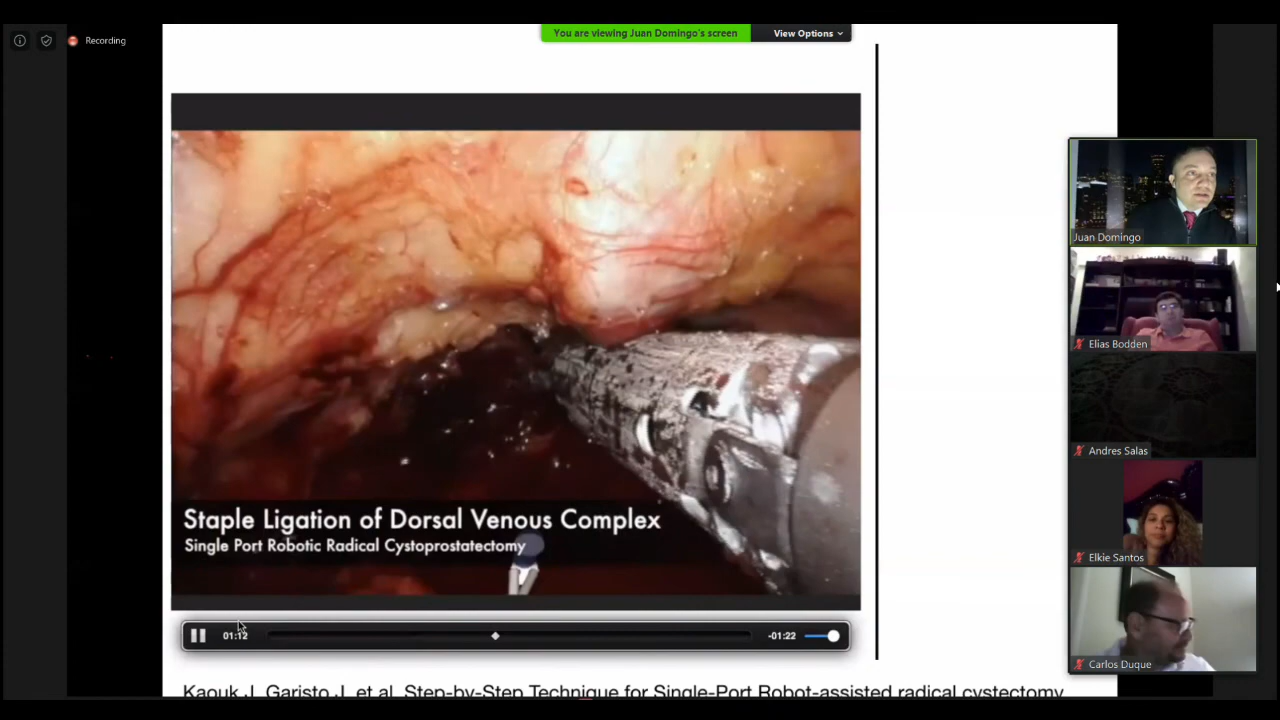 Recording
You are viewing Juan Domingo's screen
View Options
Staple Ligation of Dorsal Venous Complex
Single Port Robotic Radical Cystoprostatectomy
01:12
-01:22
Kaouk J, Garisto J, et al. Step-by-Step Technique for Single-Port Robot-assisted radical cystectomy
Juan Domingo
Elias Bodden
Andres Salas
Elkie Santos
Carlos Duque